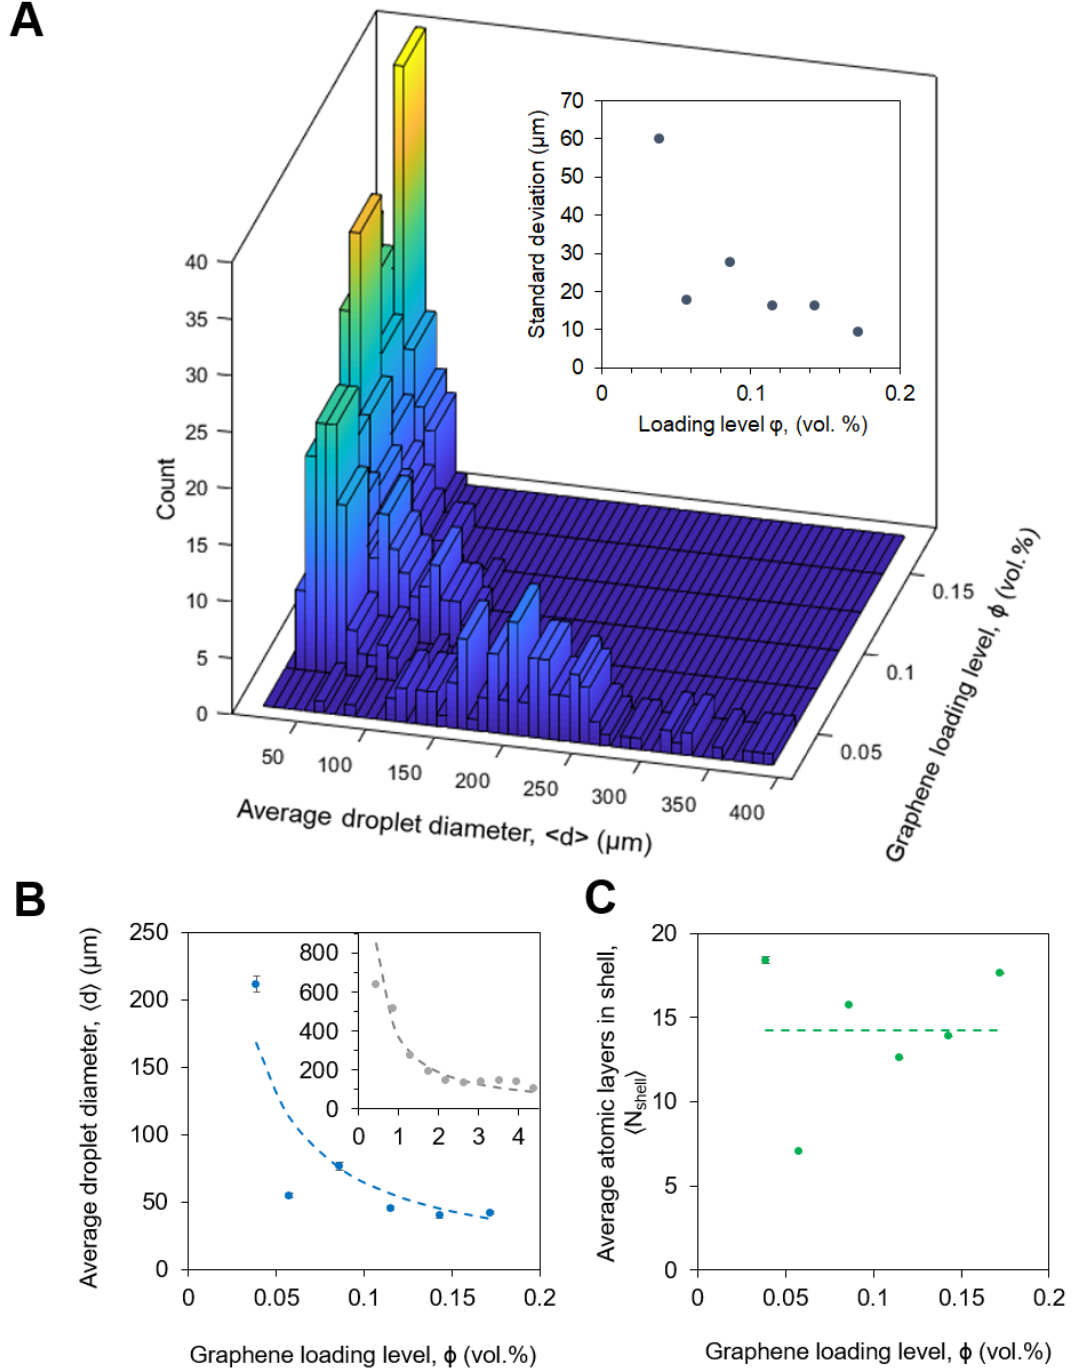 A
40
35
30
25
20
15
10
5
0
Count
50
100
150
200
250
300
350
400
Average droplet diameter, <d> (µm)
0.05
0.1
0.15
Graphene loading level, ϕ (vol.%)
70
60
50
40
30
20
10
0
Standard deviation (µm)
0
0.1
0.2
Loading level φ, (vol. %)
B
250
200
150
100
50
0
Average droplet diameter, ⟨d⟩ (µm)
800
600
400
200
0
0 1 2 3 4
0 0.05 0.1 0.15 0.2
Graphene loading level, ϕ (vol.%)
C
20
15
10
5
0
Average atomic layers in shell,
⟨Nshell⟩
0 0.05 0.1 0.15 0.2
Graphene loading level, ϕ (vol.%)